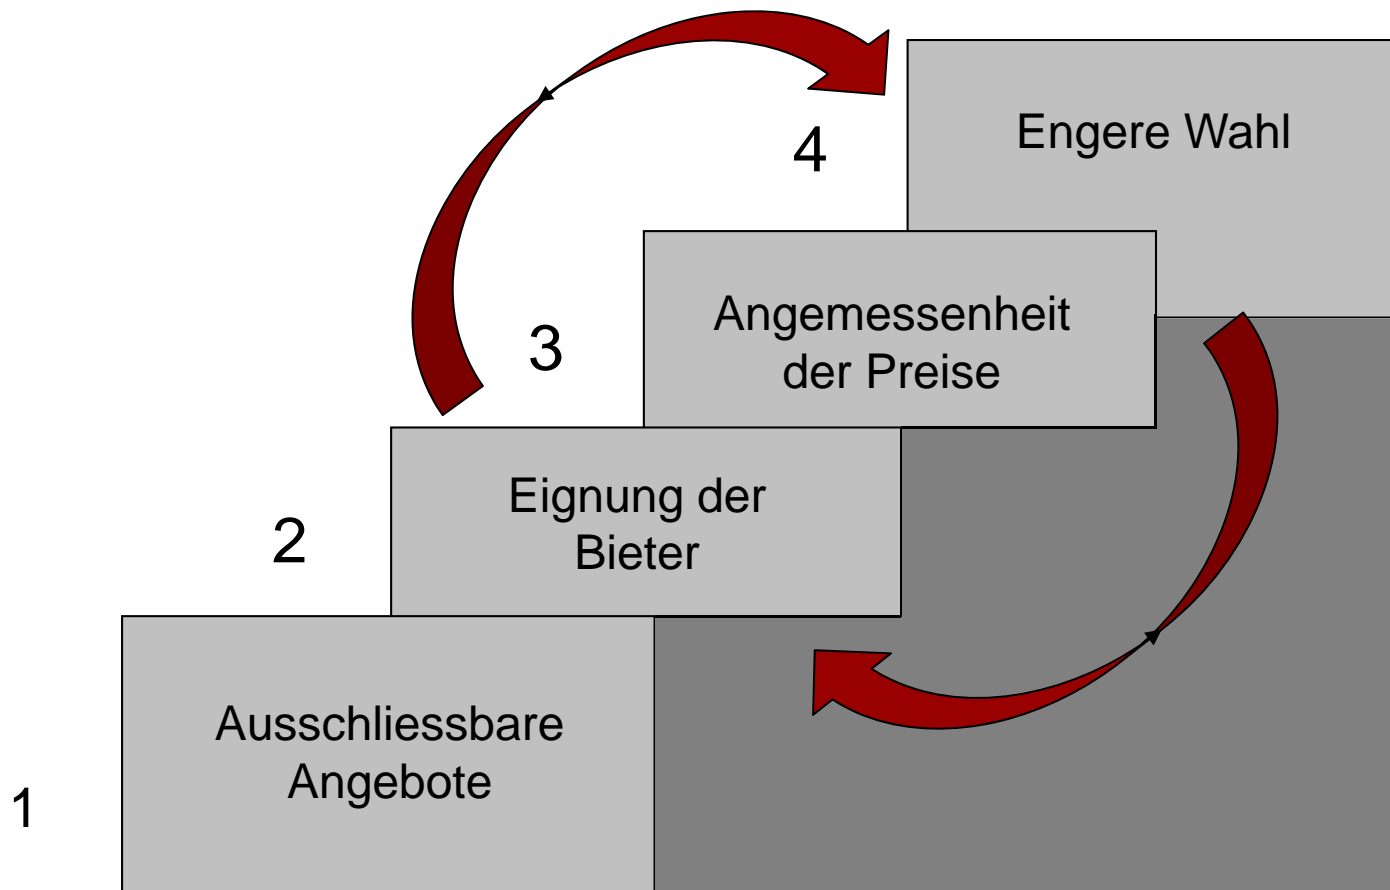 4
Engere Wahl
3
Angemessenheit
der Preise
2
Eignung der
Bieter
1
Ausschliessbare
Angebote